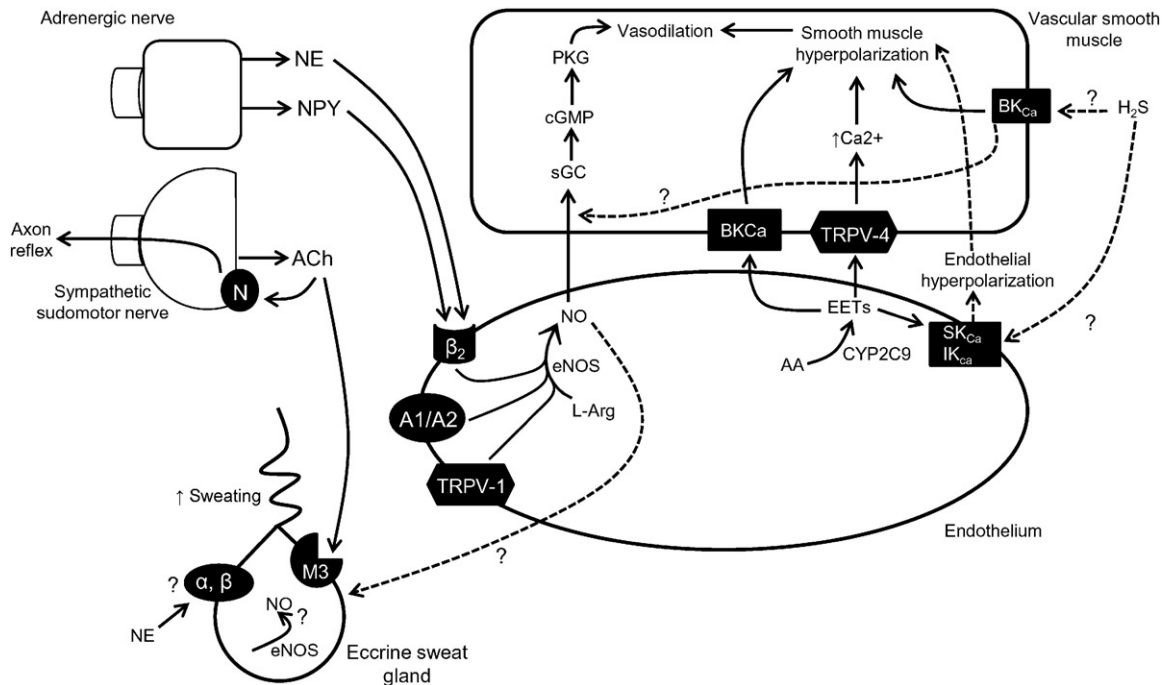 Adrenergic nerve
NE
NPY
Axon
reflex
ACh
N
Sympathetic
sudomotor nerve
Vascular smooth
muscle
Vasodilation
Smooth muscle
hyperpolarization
PKG
cGMP
sGC
↑Ca2+
BKCa
H2S
?
?
BKCa
TRPV-4
Endothelial
hyperpolarization
?
NO
EETs
SKCa
IKca
β2
eNOS
AA
CYP2C9
L-Arg
A1/A2
TRPV-1
Endothelium
?
↑ Sweating
M3
α, β
?
NE
NO
?
eNOS
Eccrine sweat
gland